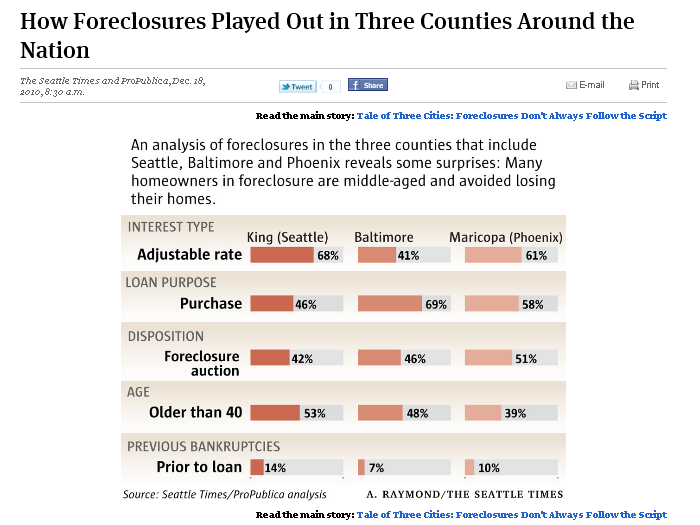 How Foreclosures Played Out in Three Counties Around the
Nation
The Seattle Times and ProPublica, Dec. 18,
2010, 8:30 a.m.
Tweet 0 Share E-mail Print
Read the main story: Tale of Three Cities: Foreclosures Don't Always Follow the Script
An analysis of foreclosures in the three counties that include
Seattle, Baltimore and Phoenix reveals some surprises: Many
homeowners in foreclosure are middle-aged and avoided losing
their homes.
INTEREST TYPE
King (Seattle) Baltimore Maricopa (Phoenix)
Adjustable rate 68% 41% 61%
LOAN PURPOSE
Purchase 46% 69% 58%
DISPOSITION
Foreclosure
auction 42% 46% 51%
AGE
Older than 40 53% 48% 39%
PREVIOUS BANKRUPTCIES
Prior to loan 14% 7% 10%
Source: Seattle Times/ProPublica analysis A. RAYMOND/THE SEATTLE TIMES
Read the main story: Tale of Three Cities: Foreclosures Don't Always Follow the Script